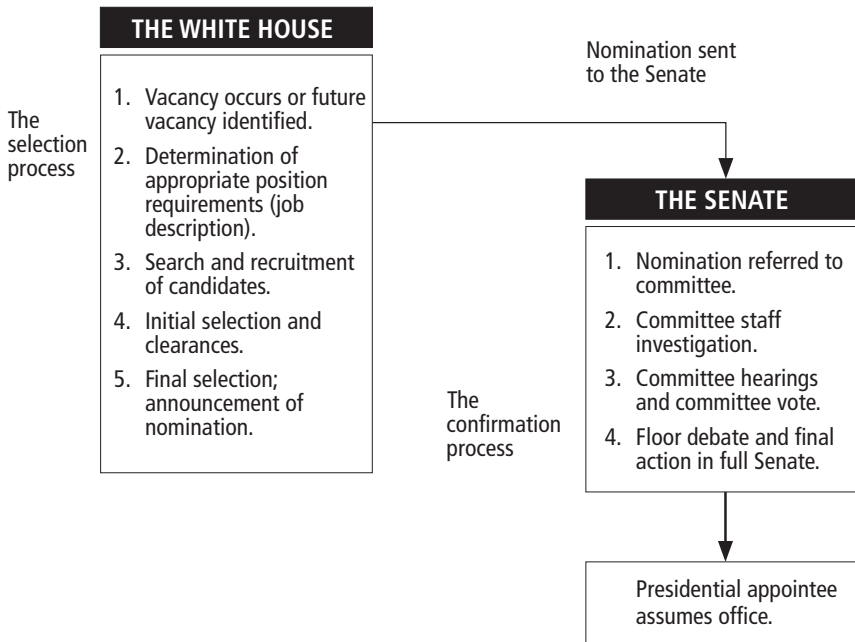 THE WHITE HOUSE
The
selection
process
1. Vacancy occurs or future
vacancy identified.
2. Determination of
appropriate position
requirements (job
description).
3. Search and recruitment
of candidates.
4. Initial selection and
clearances.
5. Final selection;
announcement of
nomination.
Nomination sent
to the Senate
THE SENATE
The
confirmation
process
1. Nomination referred to
committee.
2. Committee staff
investigation.
3. Committee hearings
and committee vote.
4. Floor debate and final
action in full Senate.
Presidential appointee
assumes office.